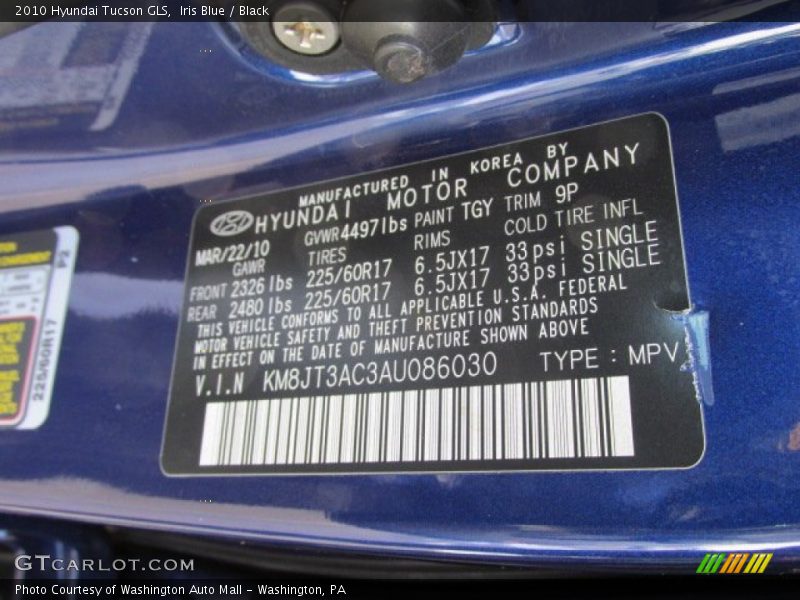 2010 Hyundai Tucson GLS,  Iris Blue / Black
MANUFACTURED IN KOREA BY
HYUNDAI MOTOR COMPANY
MAR/22/10 GVWR 4497lbs PAINT TGY TRIM 9P
GAWR TIRES RIMS COLD TIRE INFL
FRONT 2326 lbs 225/60R17 6.5JX17 33psi SINGLE
REAR 2480 lbs 225/60R17 6.5JX17 33psi SINGLE
THIS VEHICLE CONFORMS TO ALL APPLICABLE U.S.A. FEDERAL
MOTOR VEHICLE SAFETY AND THEFT PREVENTION STANDARDS
IN EFFECT ON THE DATE OF MANUFACTURE SHOWN ABOVE
V.I.N KM8JT3AC3AU086030 TYPE : MPV
P2
225/60R17
GTCARLOT.COM
Photo Courtesy of Washington Auto Mall - Washington, PA